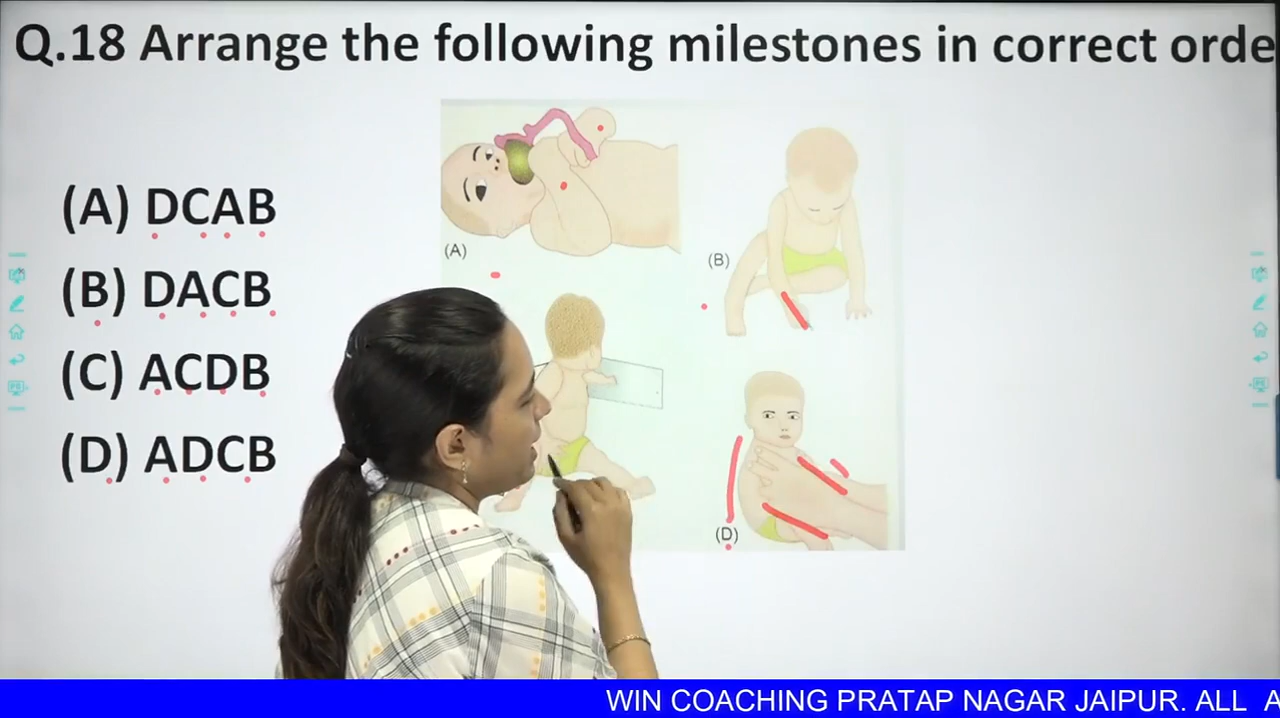 Q.18 Arrange the following milestones in correct orde
(A) DCAB
(B) DACB
(C) ACDB
(D) ADCB
(A)
(B)
(D)
WIN COACHING PRATAP NAGAR JAIPUR. ALL A